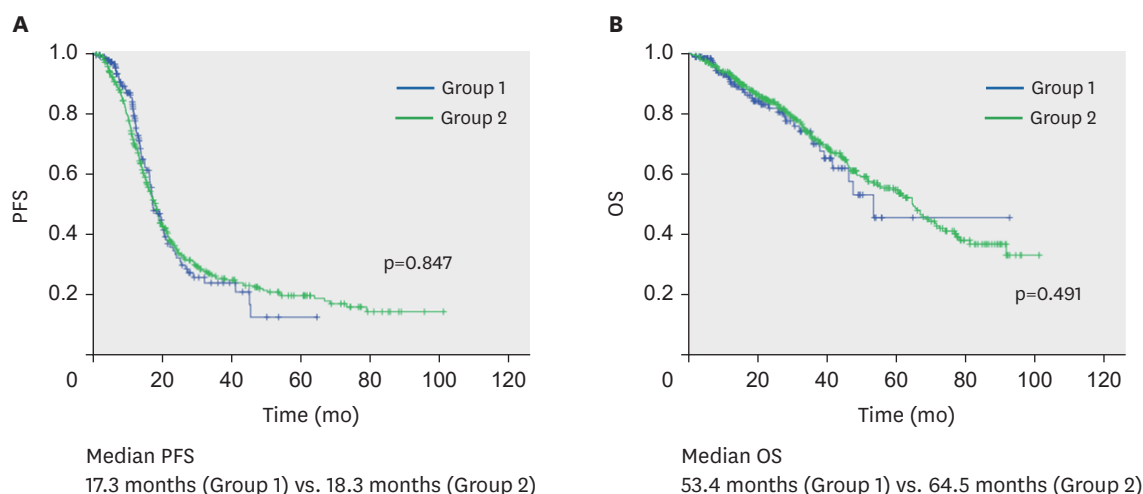 A
1.0
0.8
0.6
0.4
0.2
PFS
Group 1
Group 2
p=0.847
0 20 40 60 80 100 120
Time (mo)
Median PFS
17.3 months (Group 1) vs. 18.3 months (Group 2)
B
1.0
0.8
0.6
0.4
0.2
OS
Group 1
Group 2
p=0.491
0 20 40 60 80 100 120
Time (mo)
Median OS
53.4 months (Group 1) vs. 64.5 months (Group 2)